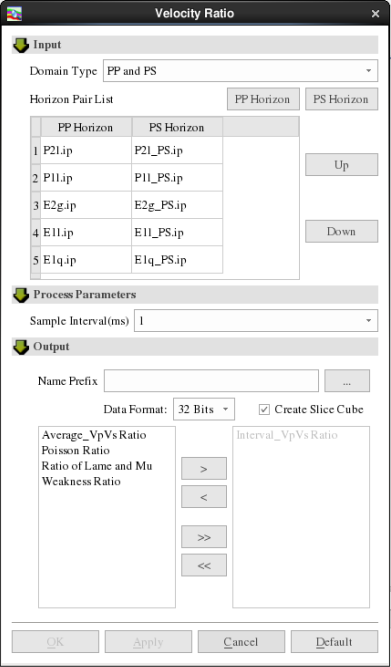 Velocity Ratio
Input
Domain Type PP and PS
Horizon Pair List PP Horizon PS Horizon
PP Horizon PS Horizon
1 P2l.ip P2l_PS.ip
2 P1l.ip P1l_PS.ip
3 E2g.ip E2g_PS.ip
4 E1l.ip E1l_PS.ip
5 E1q.ip E1q_PS.ip
Up
Down
Process Parameters
Sample Interval(ms) 1
Output
Name Prefix ...
Data Format: 32 Bits Create Slice Cube
Average_VpVs Ratio
Poisson Ratio
Ratio of Lame and Mu
Weakness Ratio
>
<
>>
<<
Interval_VpVs Ratio
OK Apply Cancel Default